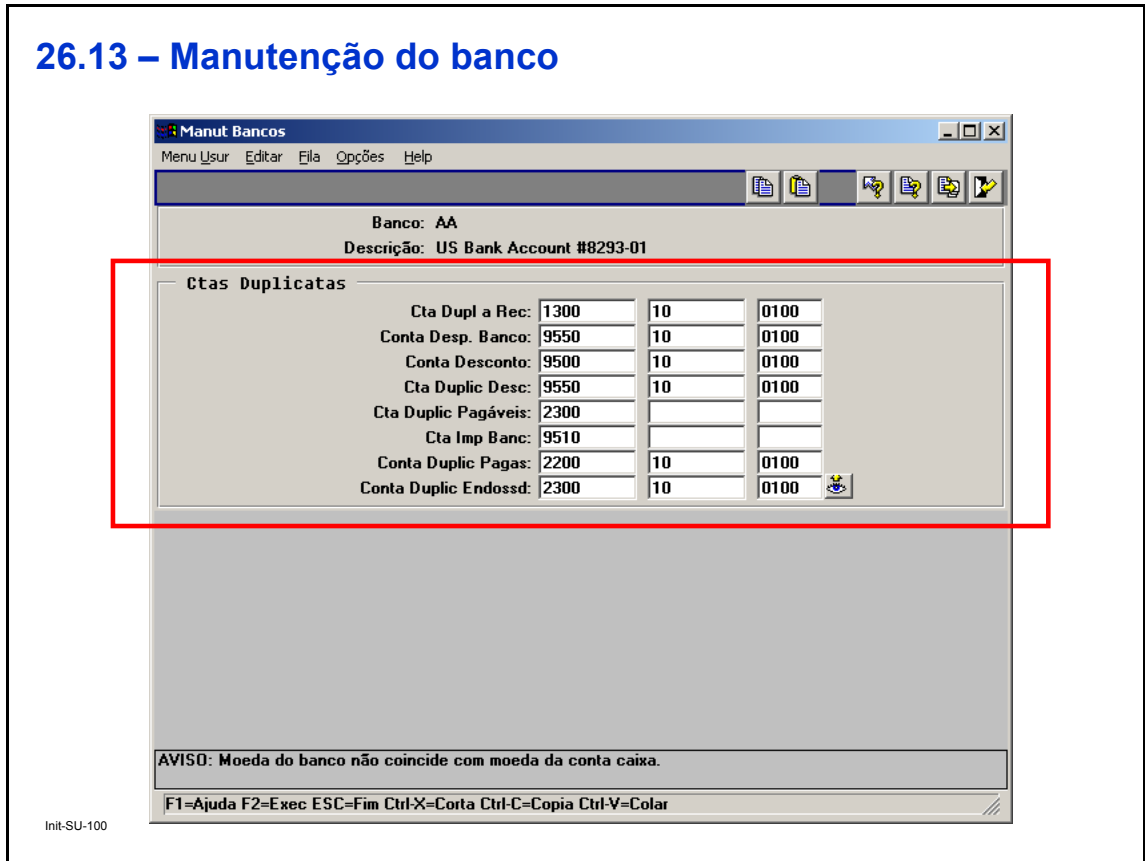 26.13 – Manutenção do banco
Manut Bancos
Menu Usur Editar Fila Opções Help
Banco: AA
Descrição: US Bank Account #8293-01
Ctas Duplicatas
Cta Dupl a Rec: 1300 10 0100
Conta Desp. Banco: 9550 10 0100
Conta Desconto: 9500 10 0100
Cta Duplic Desc: 9550 10 0100
Cta Duplic Pagáveis: 2300
Cta Imp Banc: 9510
Conta Duplic Pagas: 2200 10 0100
Conta Duplic Endossd: 2300 10 0100
AVISO: Moeda do banco não coincide com moeda da conta caixa.
F1=Ajuda F2=Exec ESC=Fim Ctrl-X=Corta Ctrl-C=Copia Ctrl-V=Colar
Init-SU-100